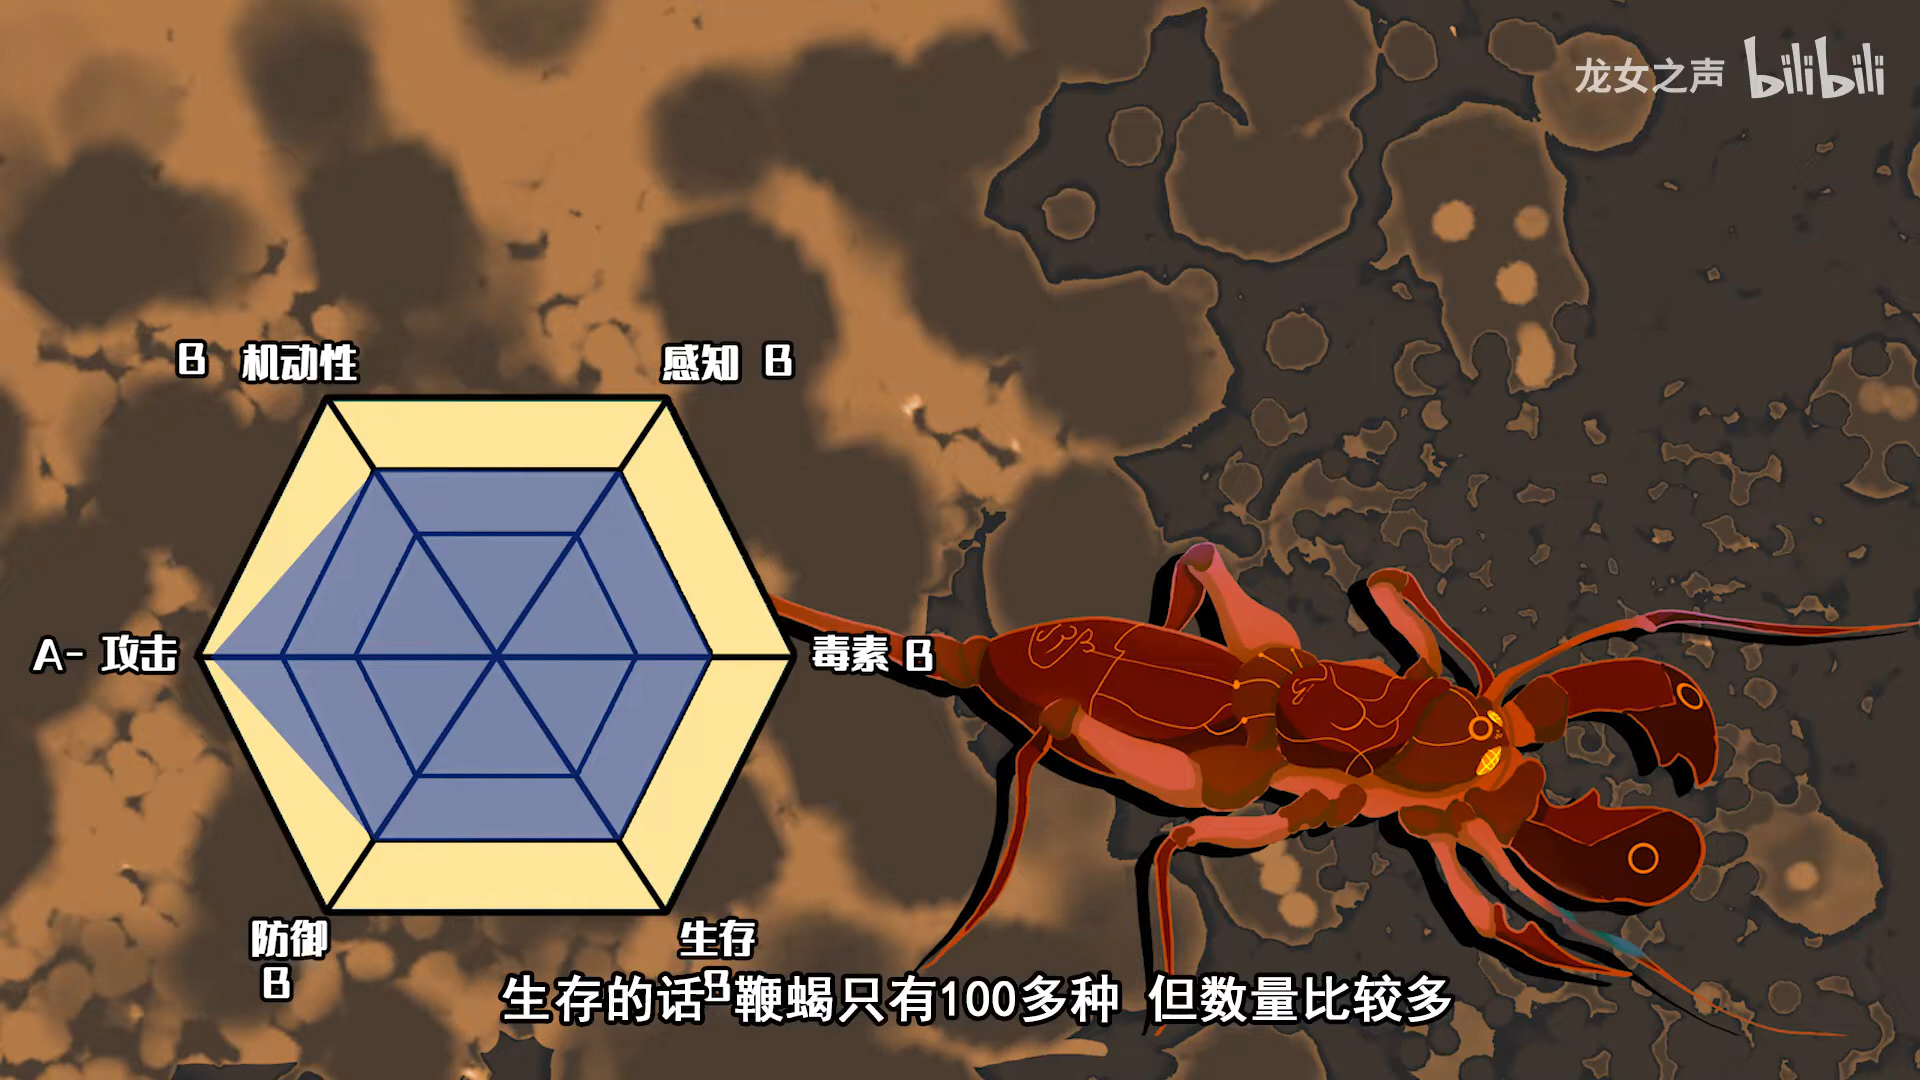 龙女之声 bilibili
B 机动性
感知 B
A- 攻击
毒素 B
防御
B
生存
B
生存的话 鞭蝎只有100多种 但数量比较多